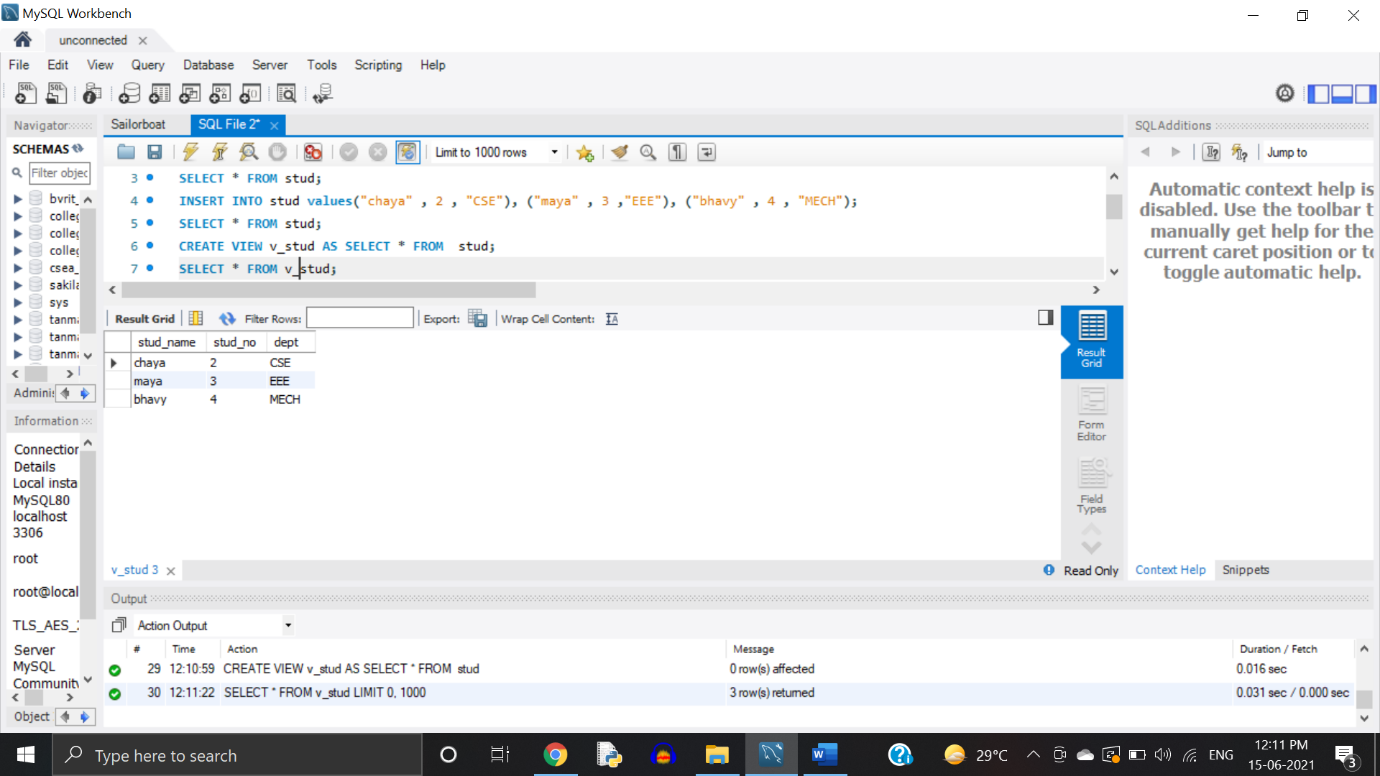 MySQL Workbench
unconnected
File Edit View Query Database Server Tools Scripting Help
Navigator
SCHEMAS
Filter objec
bvrit_
colleg
colleg
colleg
csea_
sakila
sys
tanma
tanma
tanma
Adminis
Information
Connection
Details
Local insta
MySQL80
localhost
3306
root
root@local
TLS_AES_2
Server
MySQL
Community
Object
Sailorboat SQL File 2*
Limit to 1000 rows
3 SELECT * FROM stud;
4 INSERT INTO stud values("chaya" , 2 , "CSE"), ("maya" , 3 ,"EEE"), ("bhavy" , 4 , "MECH");
5 SELECT * FROM stud;
6 CREATE VIEW v_stud AS SELECT * FROM stud;
7 SELECT * FROM v_stud;
Result Grid Filter Rows: Export: Wrap Cell Content:
stud_name stud_no dept
chaya 2 CSE
maya 3 EEE
bhavy 4 MECH
Result
Grid
Form
Editor
Field
Types
v_stud 3 Read Only
SQLAdditions
Jump to
Automatic context help is
disabled. Use the toolbar t
manually get help for the
current caret position or to
toggle automatic help.
Context Help Snippets
Output
Action Output
# Time Action Message Duration / Fetch
29 12:10:59 CREATE VIEW v_stud AS SELECT * FROM stud 0 row(s) affected 0.016 sec
30 12:11:22 SELECT * FROM v_stud LIMIT 0, 1000 3 row(s) returned 0.031 sec / 0.000 sec
Type here to search
29°C
ENG
12:11 PM
15-06-2021
3